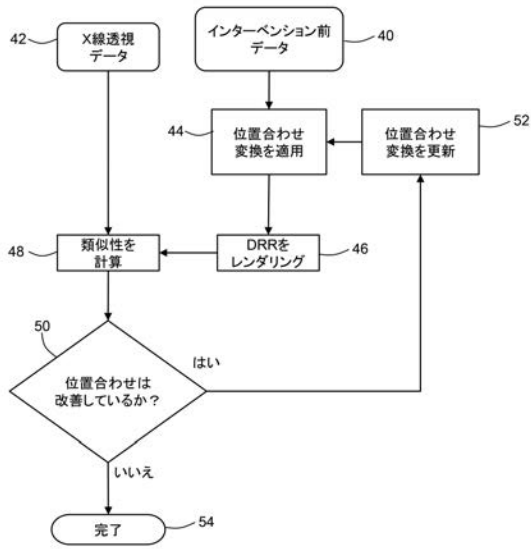 42
X線透視
データ
インターベンション前
データ
40
44
位置合わせ
変換を適用
位置合わせ
変換を更新
52
48
類似性を
計算
DRRを
レンダリング
46
50
位置合わせは
改善しているか？
はい
いいえ
完了
54